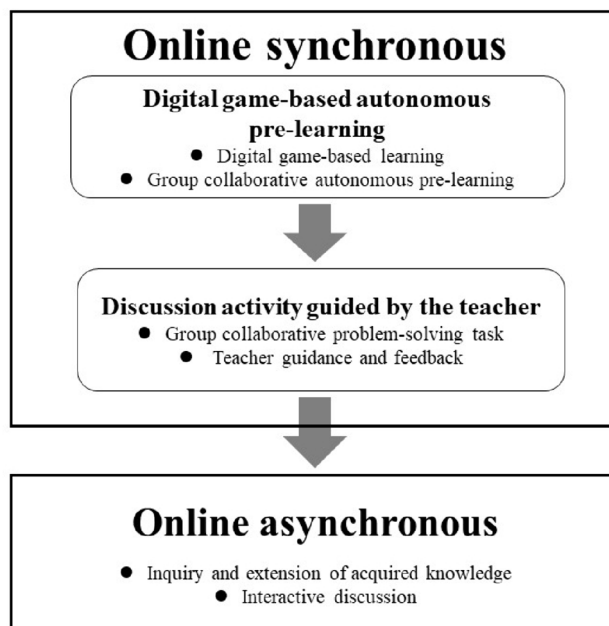 Online synchronous
Digital game-based autonomous
pre-learning
● Digital game-based learning
● Group collaborative autonomous pre-learning
Discussion activity guided by the teacher
● Group collaborative problem-solving task
● Teacher guidance and feedback
Online asynchronous
● Inquiry and extension of acquired knowledge
● Interactive discussion